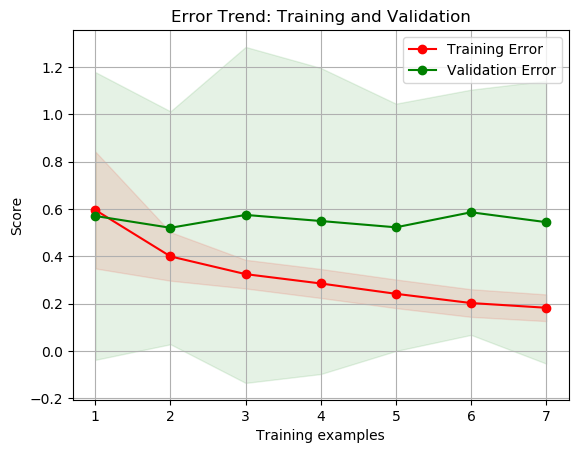 Error Trend: Training and Validation
Training Error
Validation Error
Score
1.2
1.0
0.8
0.6
0.4
0.2
0.0
−0.2
1 2 3 4 5 6 7
Training examples